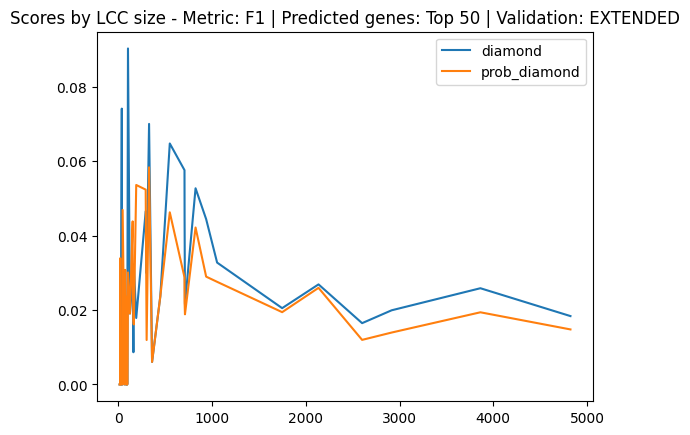 Scores by LCC size - Metric: F1 | Predicted genes: Top 50 | Validation: EXTENDED
diamond
prob_diamond
0.08
0.06
0.04
0.02
0.00
0 1000 2000 3000 4000 5000